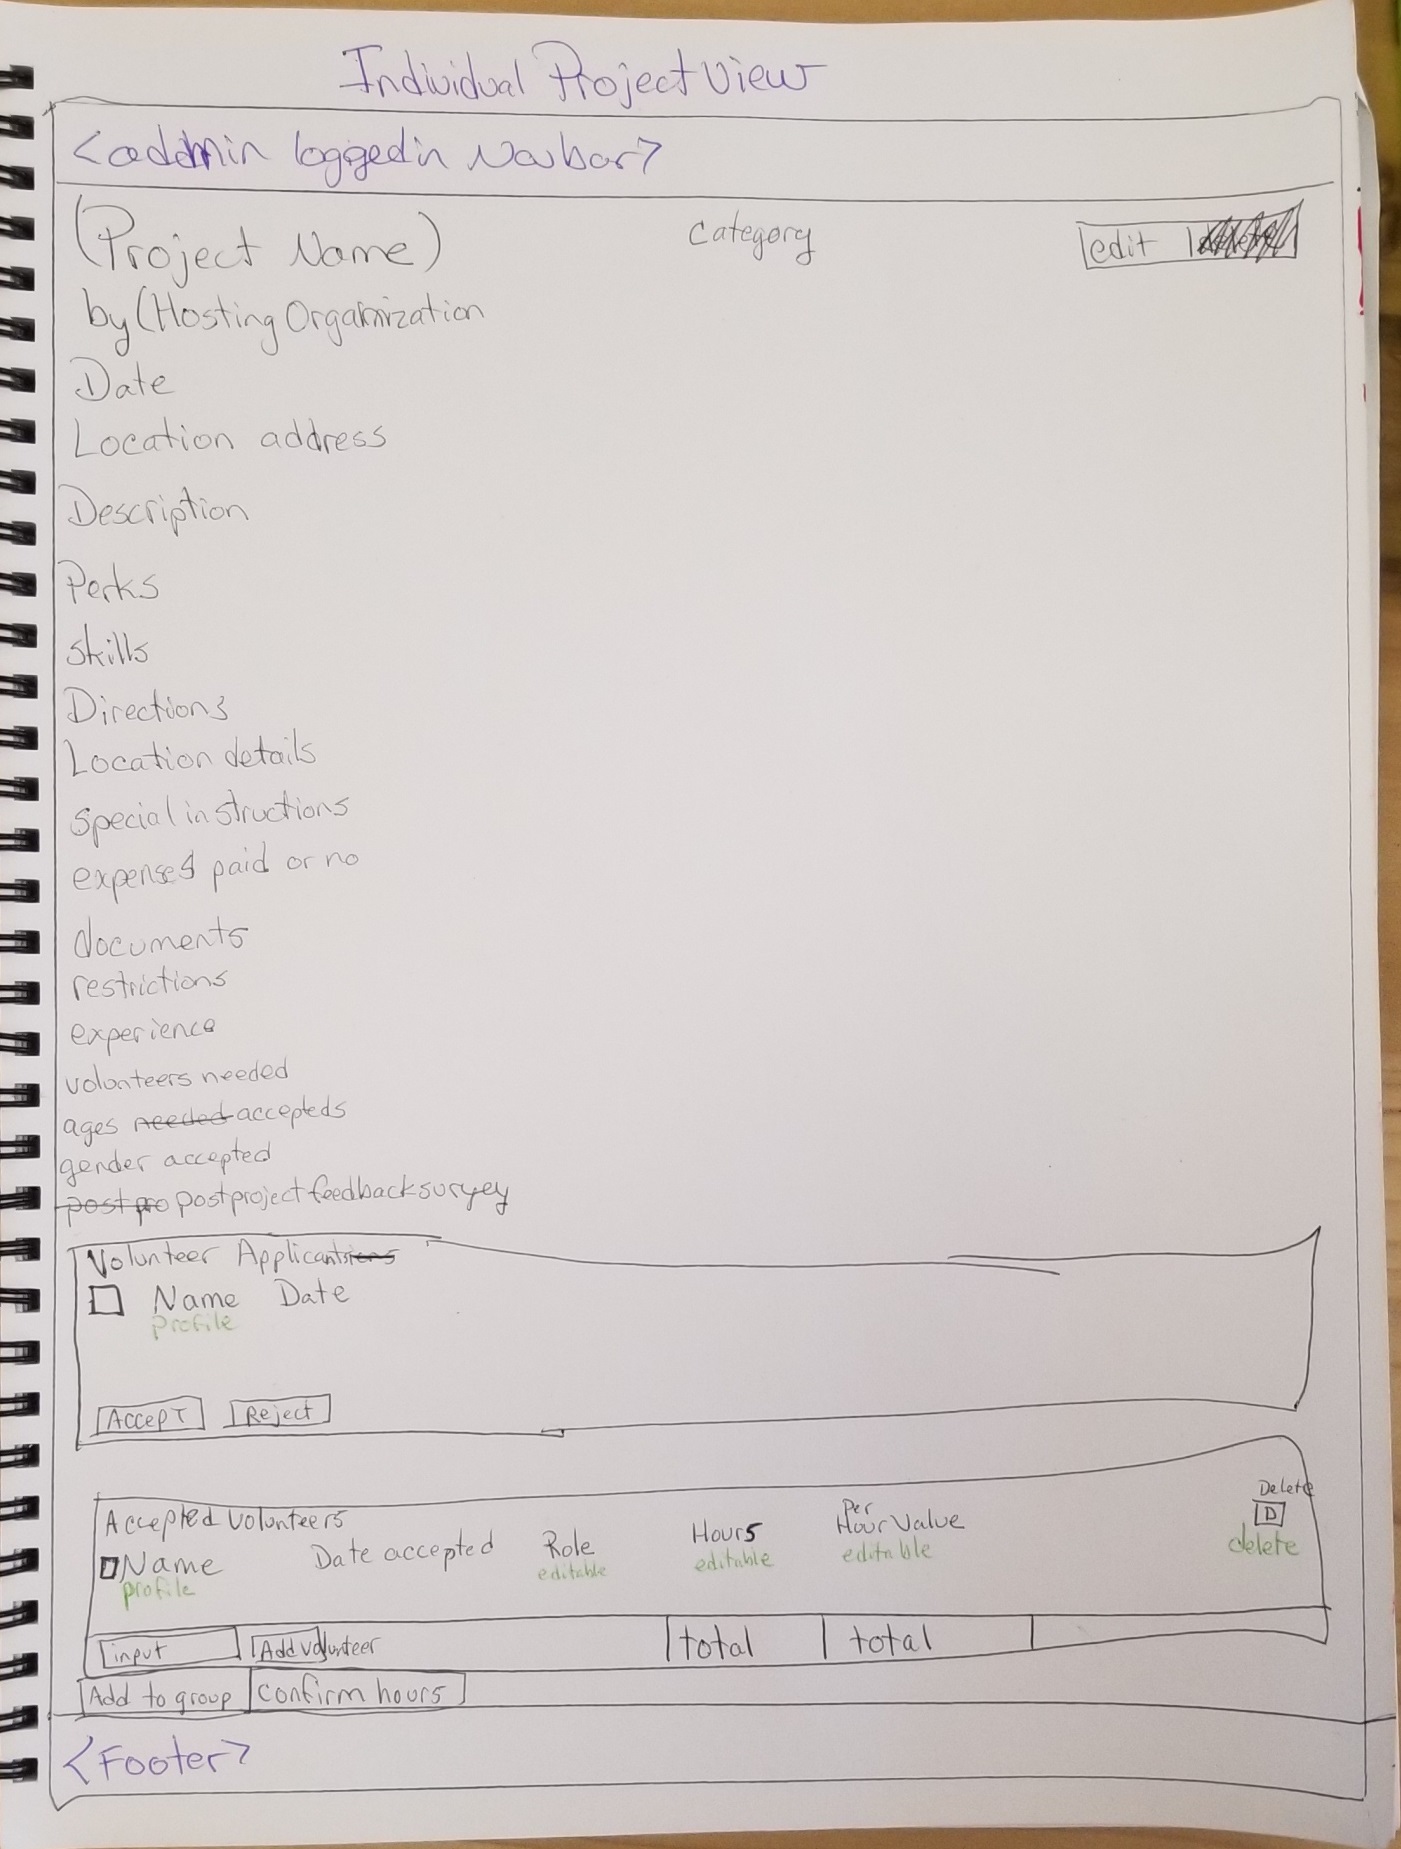 Individual Project View
<admin loggedin Navbar>
(Project Name) Category edit
by (Hosting Organization
Date
Location address
Description
Perks
skills
Directions
Location details
special instructions
expenses paid or no
documents
restrictions
experience
volunteers needed
ages needed accepteds
gender accepted
post pro post project feedback survey
Volunteer Applicants
Name Date
profile
Accept Reject
Accepted volunteers
Name Date accepted Role Hours Per Hour Value Delete
D
profile editable editable editable delete
input Add volunteer total total
Add to group confirm hours
<Footer>